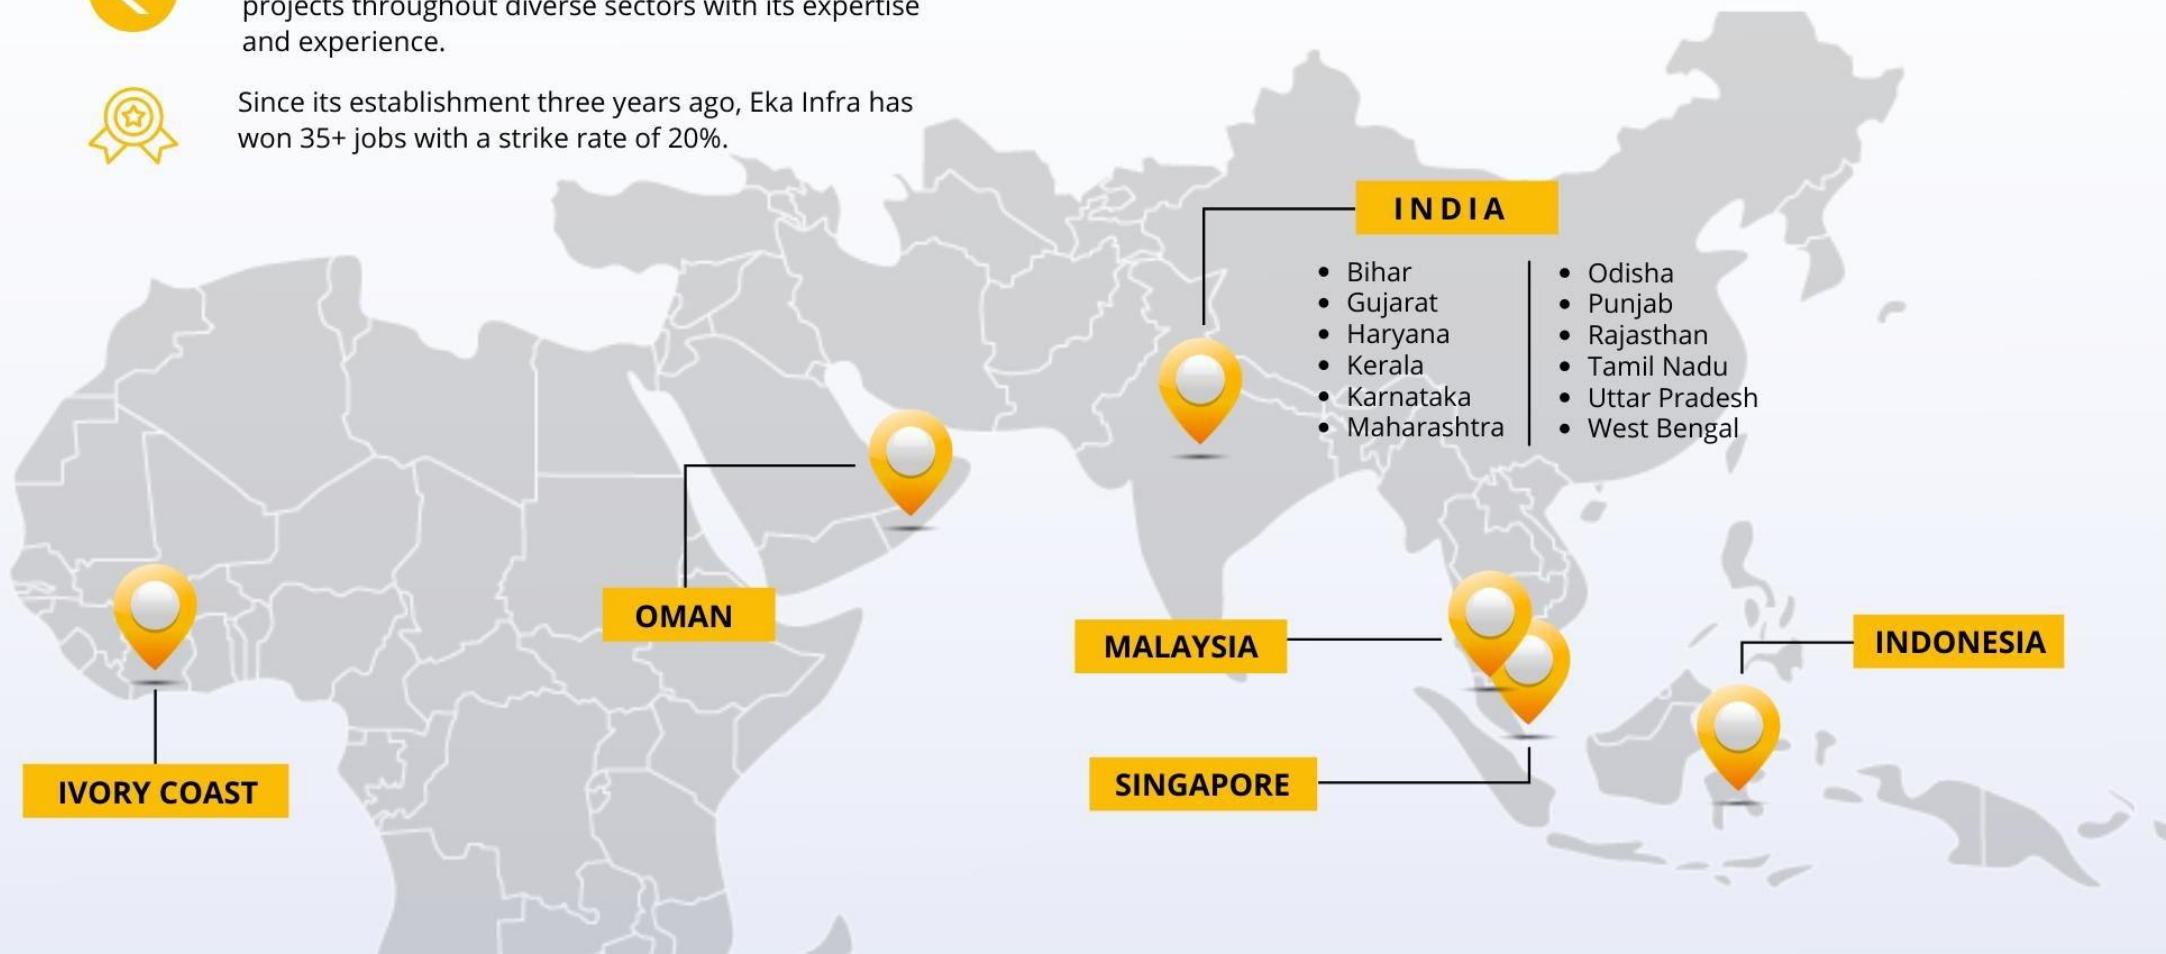 projects throughout diverse sectors with its expertise
and experience.
Since its establishment three years ago, Eka Infra has
won 35+ jobs with a strike rate of 20%.
INDIA
Bihar
Gujarat
Haryana
Kerala
Karnataka
Maharashtra
Odisha
Punjab
Rajasthan
Tamil Nadu
Uttar Pradesh
West Bengal
OMAN
MALAYSIA
INDONESIA
SINGAPORE
IVORY COAST